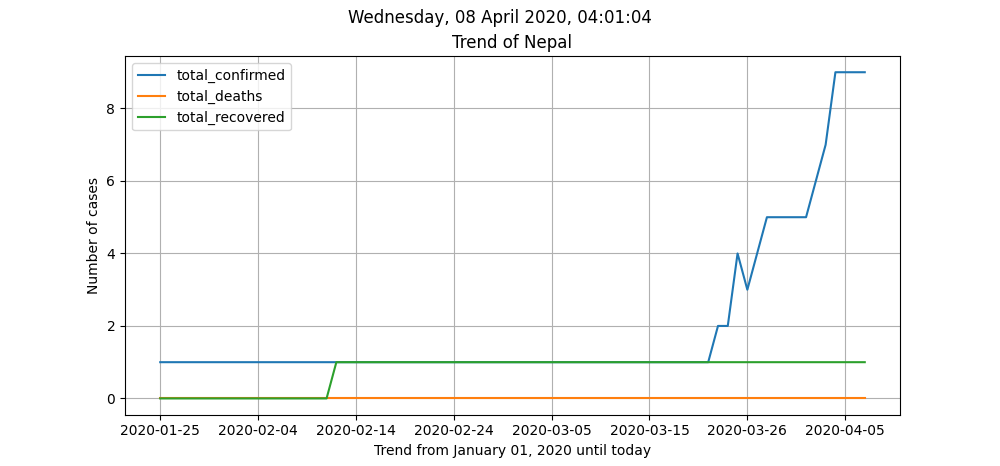 Wednesday, 08 April 2020, 04:01:04
Trend of Nepal
total_confirmed
total_deaths
total_recovered
Number of cases
8
6
4
2
0
2020-01-25 2020-02-04 2020-02-14 2020-02-24 2020-03-05 2020-03-15 2020-03-26 2020-04-05
Trend from January 01, 2020 until today